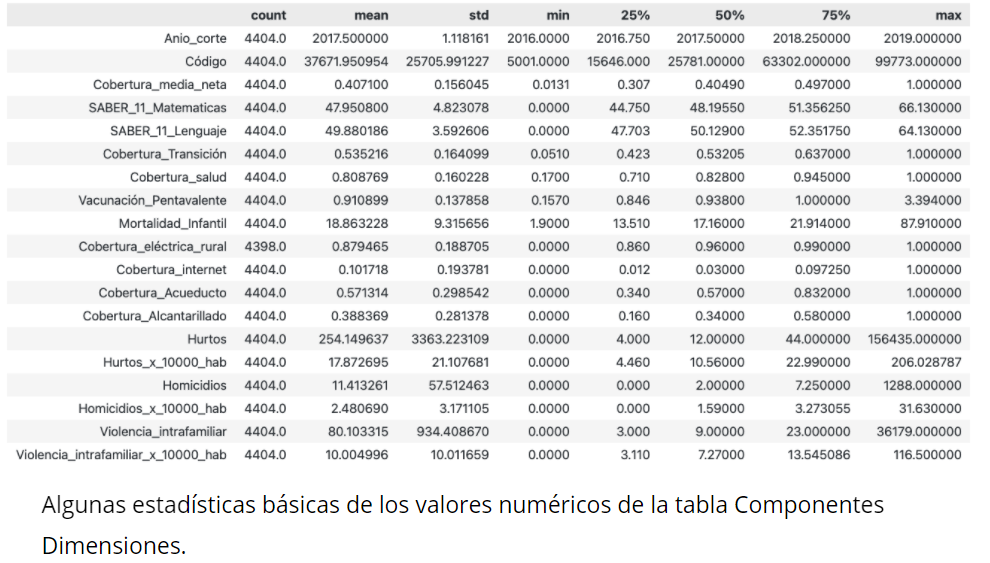 count mean std min 25% 50% 75% max
Anio_corte 4404.0 2017.500000 1.118161 2016.0000 2016.750 2017.50000 2018.250000 2019.000000
Código 4404.0 37671.950954 25705.991227 5001.0000 15646.000 25781.00000 63302.000000 99773.000000
Cobertura_media_neta 4404.0 0.407100 0.156045 0.0131 0.307 0.40490 0.497000 1.000000
SABER_11_Matematicas 4404.0 47.950800 4.823078 0.0000 44.750 48.19550 51.356250 66.130000
SABER_11_Lenguaje 4404.0 49.880186 3.592606 0.0000 47.703 50.12900 52.351750 64.130000
Cobertura_Transición 4404.0 0.535216 0.164099 0.0510 0.423 0.53205 0.637000 1.000000
Cobertura_salud 4404.0 0.808769 0.160228 0.1700 0.710 0.82800 0.945000 1.000000
Vacunación_Pentavalente 4404.0 0.910899 0.137858 0.1570 0.846 0.93800 1.000000 3.394000
Mortalidad_Infantil 4404.0 18.863228 9.315656 1.9000 13.510 17.16000 21.914000 87.910000
Cobertura_eléctrica_rural 4398.0 0.879465 0.188705 0.0000 0.860 0.96000 0.990000 1.000000
Cobertura_internet 4404.0 0.101718 0.193781 0.0000 0.012 0.03000 0.097250 1.000000
Cobertura_Acueducto 4404.0 0.571314 0.298542 0.0000 0.340 0.57000 0.832000 1.000000
Cobertura_Alcantarillado 4404.0 0.388369 0.281378 0.0000 0.160 0.34000 0.580000 1.000000
Hurtos 4404.0 254.149637 3363.223109 0.0000 4.000 12.00000 44.000000 156435.000000
Hurtos_x_10000_hab 4404.0 17.872695 21.107681 0.0000 4.460 10.56000 22.990000 206.028787
Homicidios 4404.0 11.413261 57.512463 0.0000 0.000 2.00000 7.250000 1288.000000
Homicidios_x_10000_hab 4404.0 2.480690 3.171105 0.0000 0.000 1.59000 3.273055 31.630000
Violencia_intrafamiliar 4404.0 80.103315 934.408670 0.0000 3.000 9.00000 23.000000 36179.000000
Violencia_intrafamiliar_x_10000_hab 4404.0 10.004996 10.011659 0.0000 3.110 7.27000 13.545086 116.500000
Algunas estadísticas básicas de los valores numéricos de la tabla Componentes
Dimensiones.